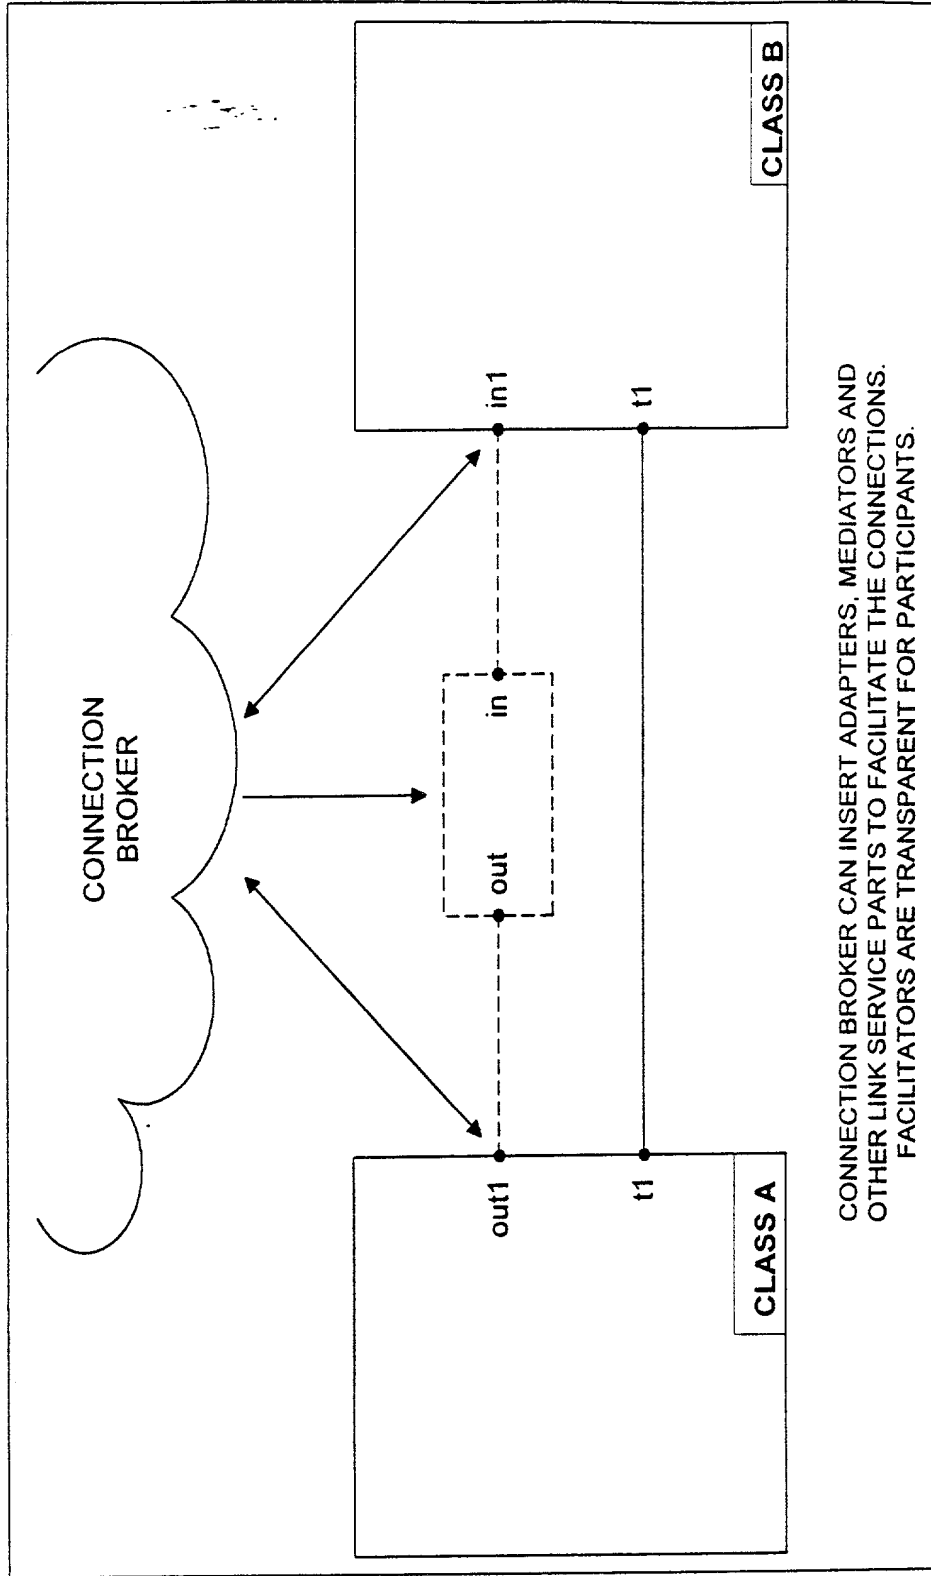 CONNECTION
BROKER
out1
out
in
in1
t1
t1
CLASS A
CLASS B
CONNECTION BROKER CAN INSERT ADAPTERS, MEDIATORS AND
OTHER LINK SERVICE PARTS TO FACILITATE THE CONNECTIONS.
FACILITATORS ARE TRANSPARENT FOR PARTICIPANTS.